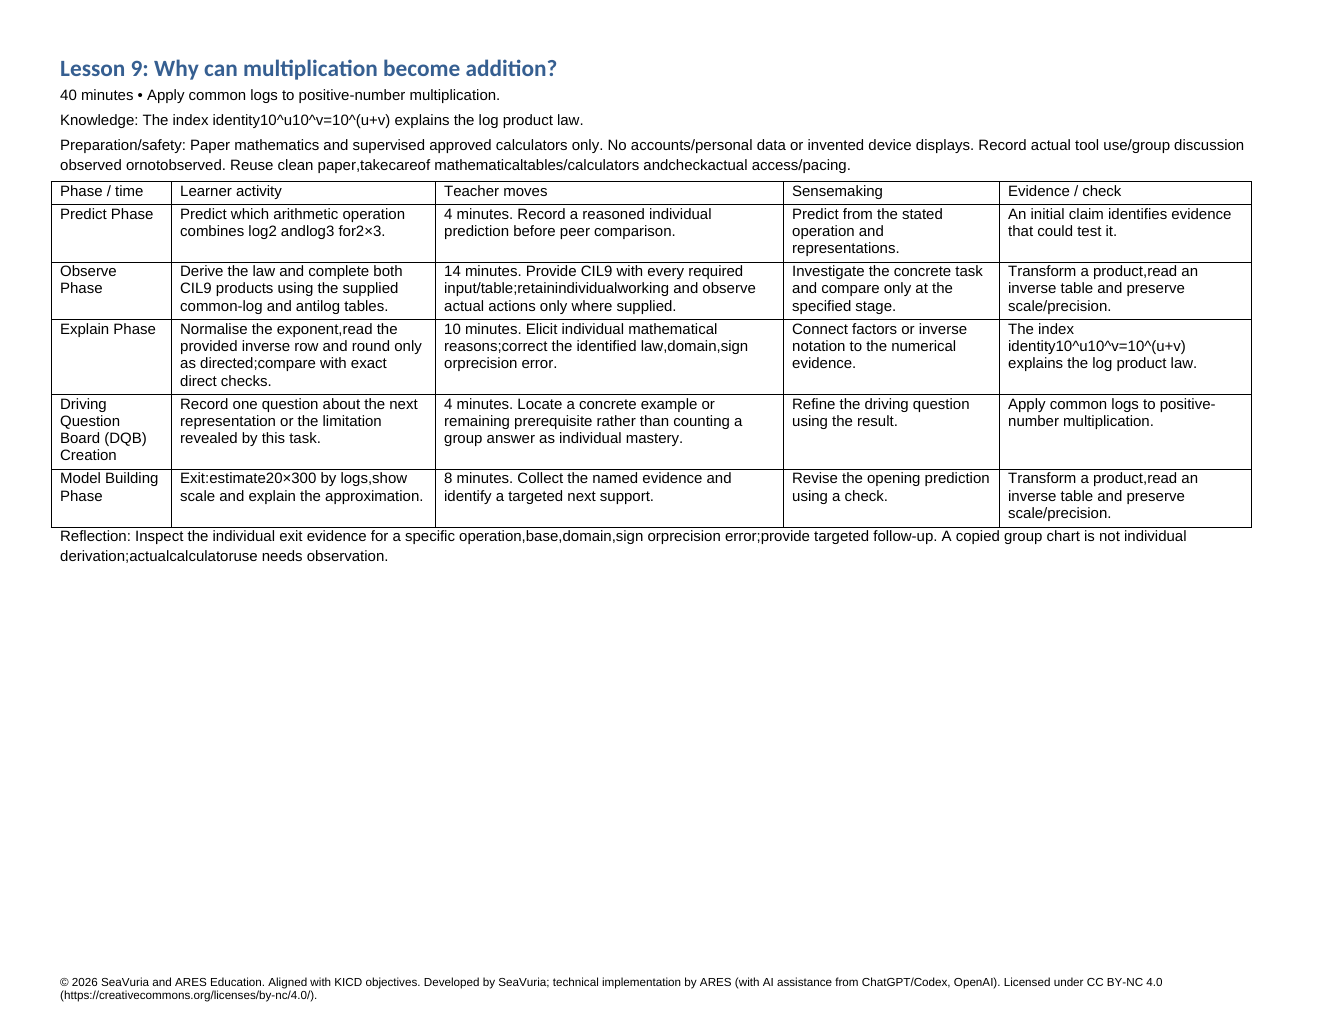 Lesson 9: Why can multiplication become addition?
40 minutes • Apply common logs to positive-number multiplication.
Knowledge: The index identity10^u10^v=10^(u+v) explains the log product law.
Preparation/safety: Paper mathematics and supervised approved calculators only. No accounts/personal data or invented device displays. Record actual tool use/group discussion
observed ornotobserved. Reuse clean paper,takecareof mathematicaltables/calculators andcheckactual access/pacing.
Phase / time
Learner activity
Teacher moves
Sensemaking
Evidence / check
Predict Phase
Predict which arithmetic operation
combines log2 andlog3 for2×3.
4 minutes. Record a reasoned individual
prediction before peer comparison.
Predict from the stated
operation and
representations.
An initial claim identifies evidence
that could test it.
Observe
Phase
Derive the law and complete both
CIL9 products using the supplied
common-log and antilog tables.
14 minutes. Provide CIL9 with every required
input/table;retainindividualworking and observe
actual actions only where supplied.
Investigate the concrete task
and compare only at the
specified stage.
Transform a product,read an
inverse table and preserve
scale/precision.
Explain Phase
Normalise the exponent,read the
provided inverse row and round only
as directed;compare with exact
direct checks.
10 minutes. Elicit individual mathematical
reasons;correct the identified law,domain,sign
orprecision error.
Connect factors or inverse
notation to the numerical
evidence.
The index
identity10^u10^v=10^(u+v)
explains the log product law.
Driving
Question
Board (DQB)
Creation
Record one question about the next
representation or the limitation
revealed by this task.
4 minutes. Locate a concrete example or
remaining prerequisite rather than counting a
group answer as individual mastery.
Refine the driving question
using the result.
Apply common logs to positive-
number multiplication.
Model Building
Phase
Exit:estimate20×300 by logs,show
scale and explain the approximation.
8 minutes. Collect the named evidence and
identify a targeted next support.
Revise the opening prediction
using a check.
Transform a product,read an
inverse table and preserve
scale/precision.
Reflection: Inspect the individual exit evidence for a specific operation,base,domain,sign orprecision error;provide targeted follow-up. A copied group chart is not individual
derivation;actualcalculatoruse needs observation.
© 2026 SeaVuria and ARES Education. Aligned with KICD objectives. Developed by SeaVuria; technical implementation by ARES (with AI assistance from ChatGPT/Codex, OpenAI). Licensed under CC BY-NC 4.0
(https://creativecommons.org/licenses/by-nc/4.0/).